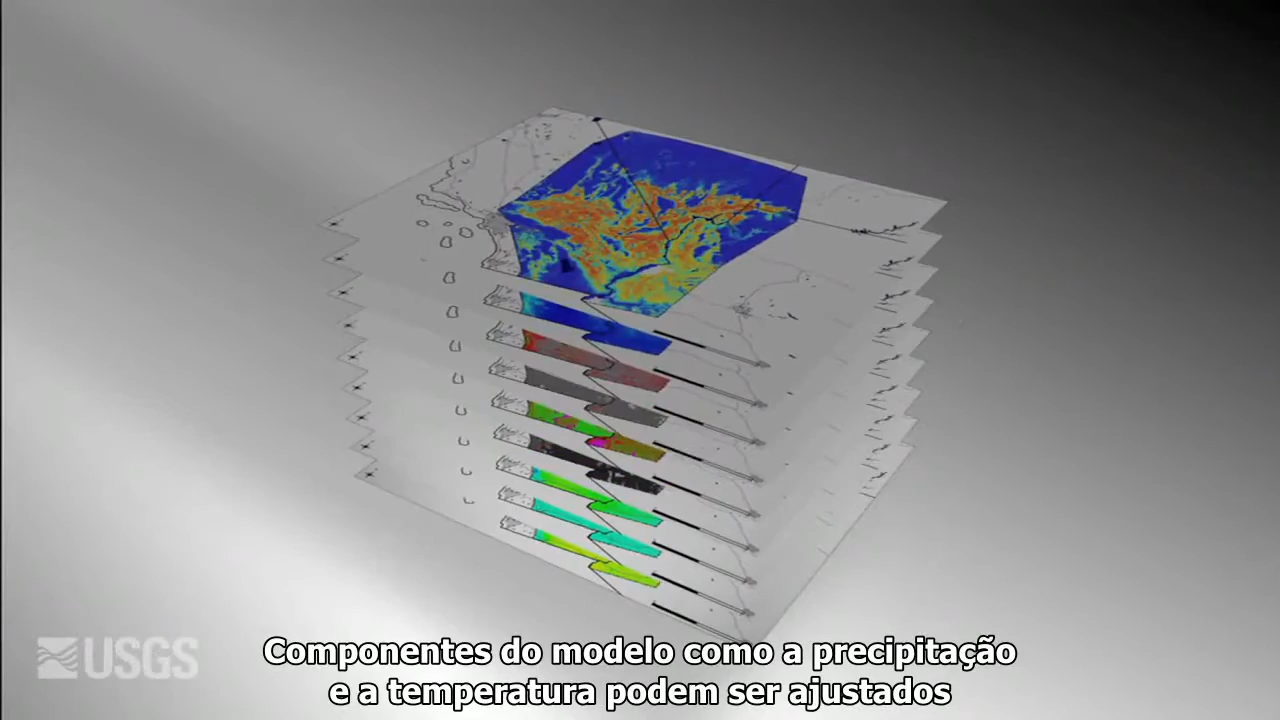 USGS
Componentes do modelo como a precipitação
e a temperatura podem ser ajustados